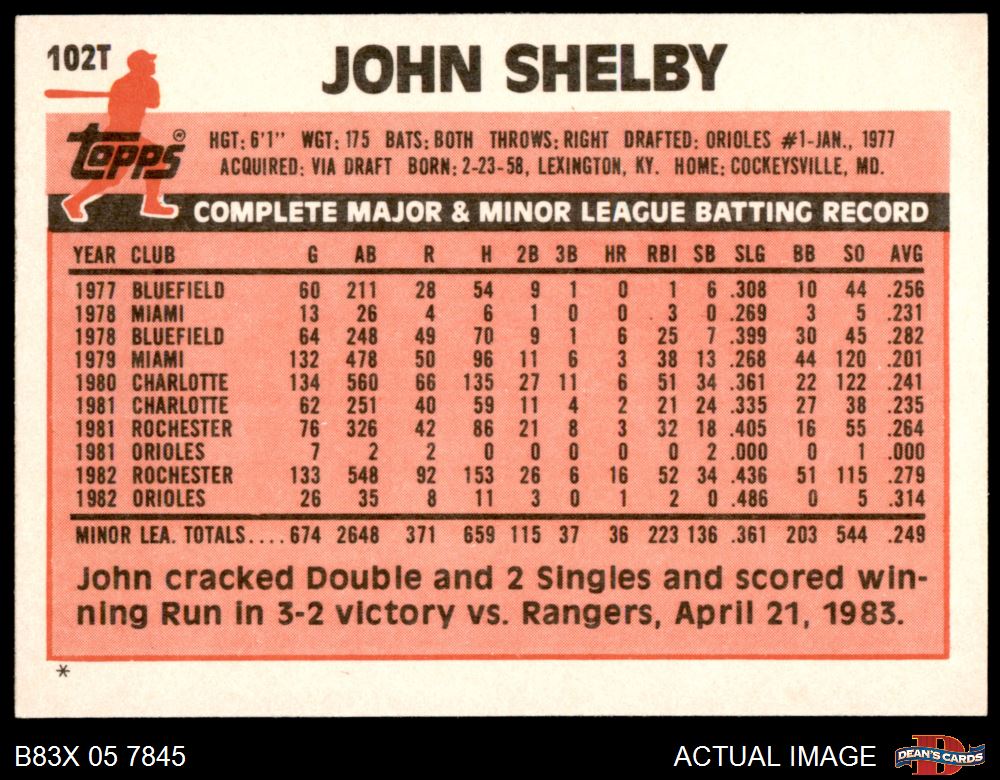 102T
JOHN SHELBY
topps ®
HGT: 6'1" WGT: 175 BATS: BOTH THROWS: RIGHT DRAFTED: ORIOLES #1-JAN., 1977
ACQUIRED: VIA DRAFT BORN: 2-23-58, LEXINGTON, KY. HOME: COCKEYSVILLE, MD.
COMPLETE MAJOR & MINOR LEAGUE BATTING RECORD
YEAR CLUB G AB R H 2B 3B HR RBI SB SLG BB SO AVG
1977 BLUEFIELD 60 211 28 54 9 1 0 1 6 .308 10 44 .256
1978 MIAMI 13 26 4 6 1 0 0 3 0 .269 3 5 .231
1978 BLUEFIELD 64 248 49 70 9 1 6 25 7 .399 30 45 .282
1979 MIAMI 132 478 50 96 11 6 3 38 13 .268 44 120 .201
1980 CHARLOTTE 134 560 66 135 27 11 6 51 34 .361 22 122 .241
1981 CHARLOTTE 62 251 40 59 11 4 2 21 24 .335 27 38 .235
1981 ROCHESTER 76 326 42 86 21 8 3 32 18 .405 16 55 .264
1981 ORIOLES 7 2 2 0 0 0 0 0 2 .000 0 1 .000
1982 ROCHESTER 133 548 92 153 26 6 16 52 34 .436 51 115 .279
1982 ORIOLES 26 35 8 11 3 0 1 2 0 .486 0 5 .314
MINOR LEA. TOTALS....674 2648 371 659 115 37 36 223 136 .361 203 544 .249
John cracked Double and 2 Singles and scored win-
ning Run in 3-2 victory vs. Rangers, April 21, 1983.
*
B83X 05 7845 ACTUAL IMAGE DEAN'S CARDS